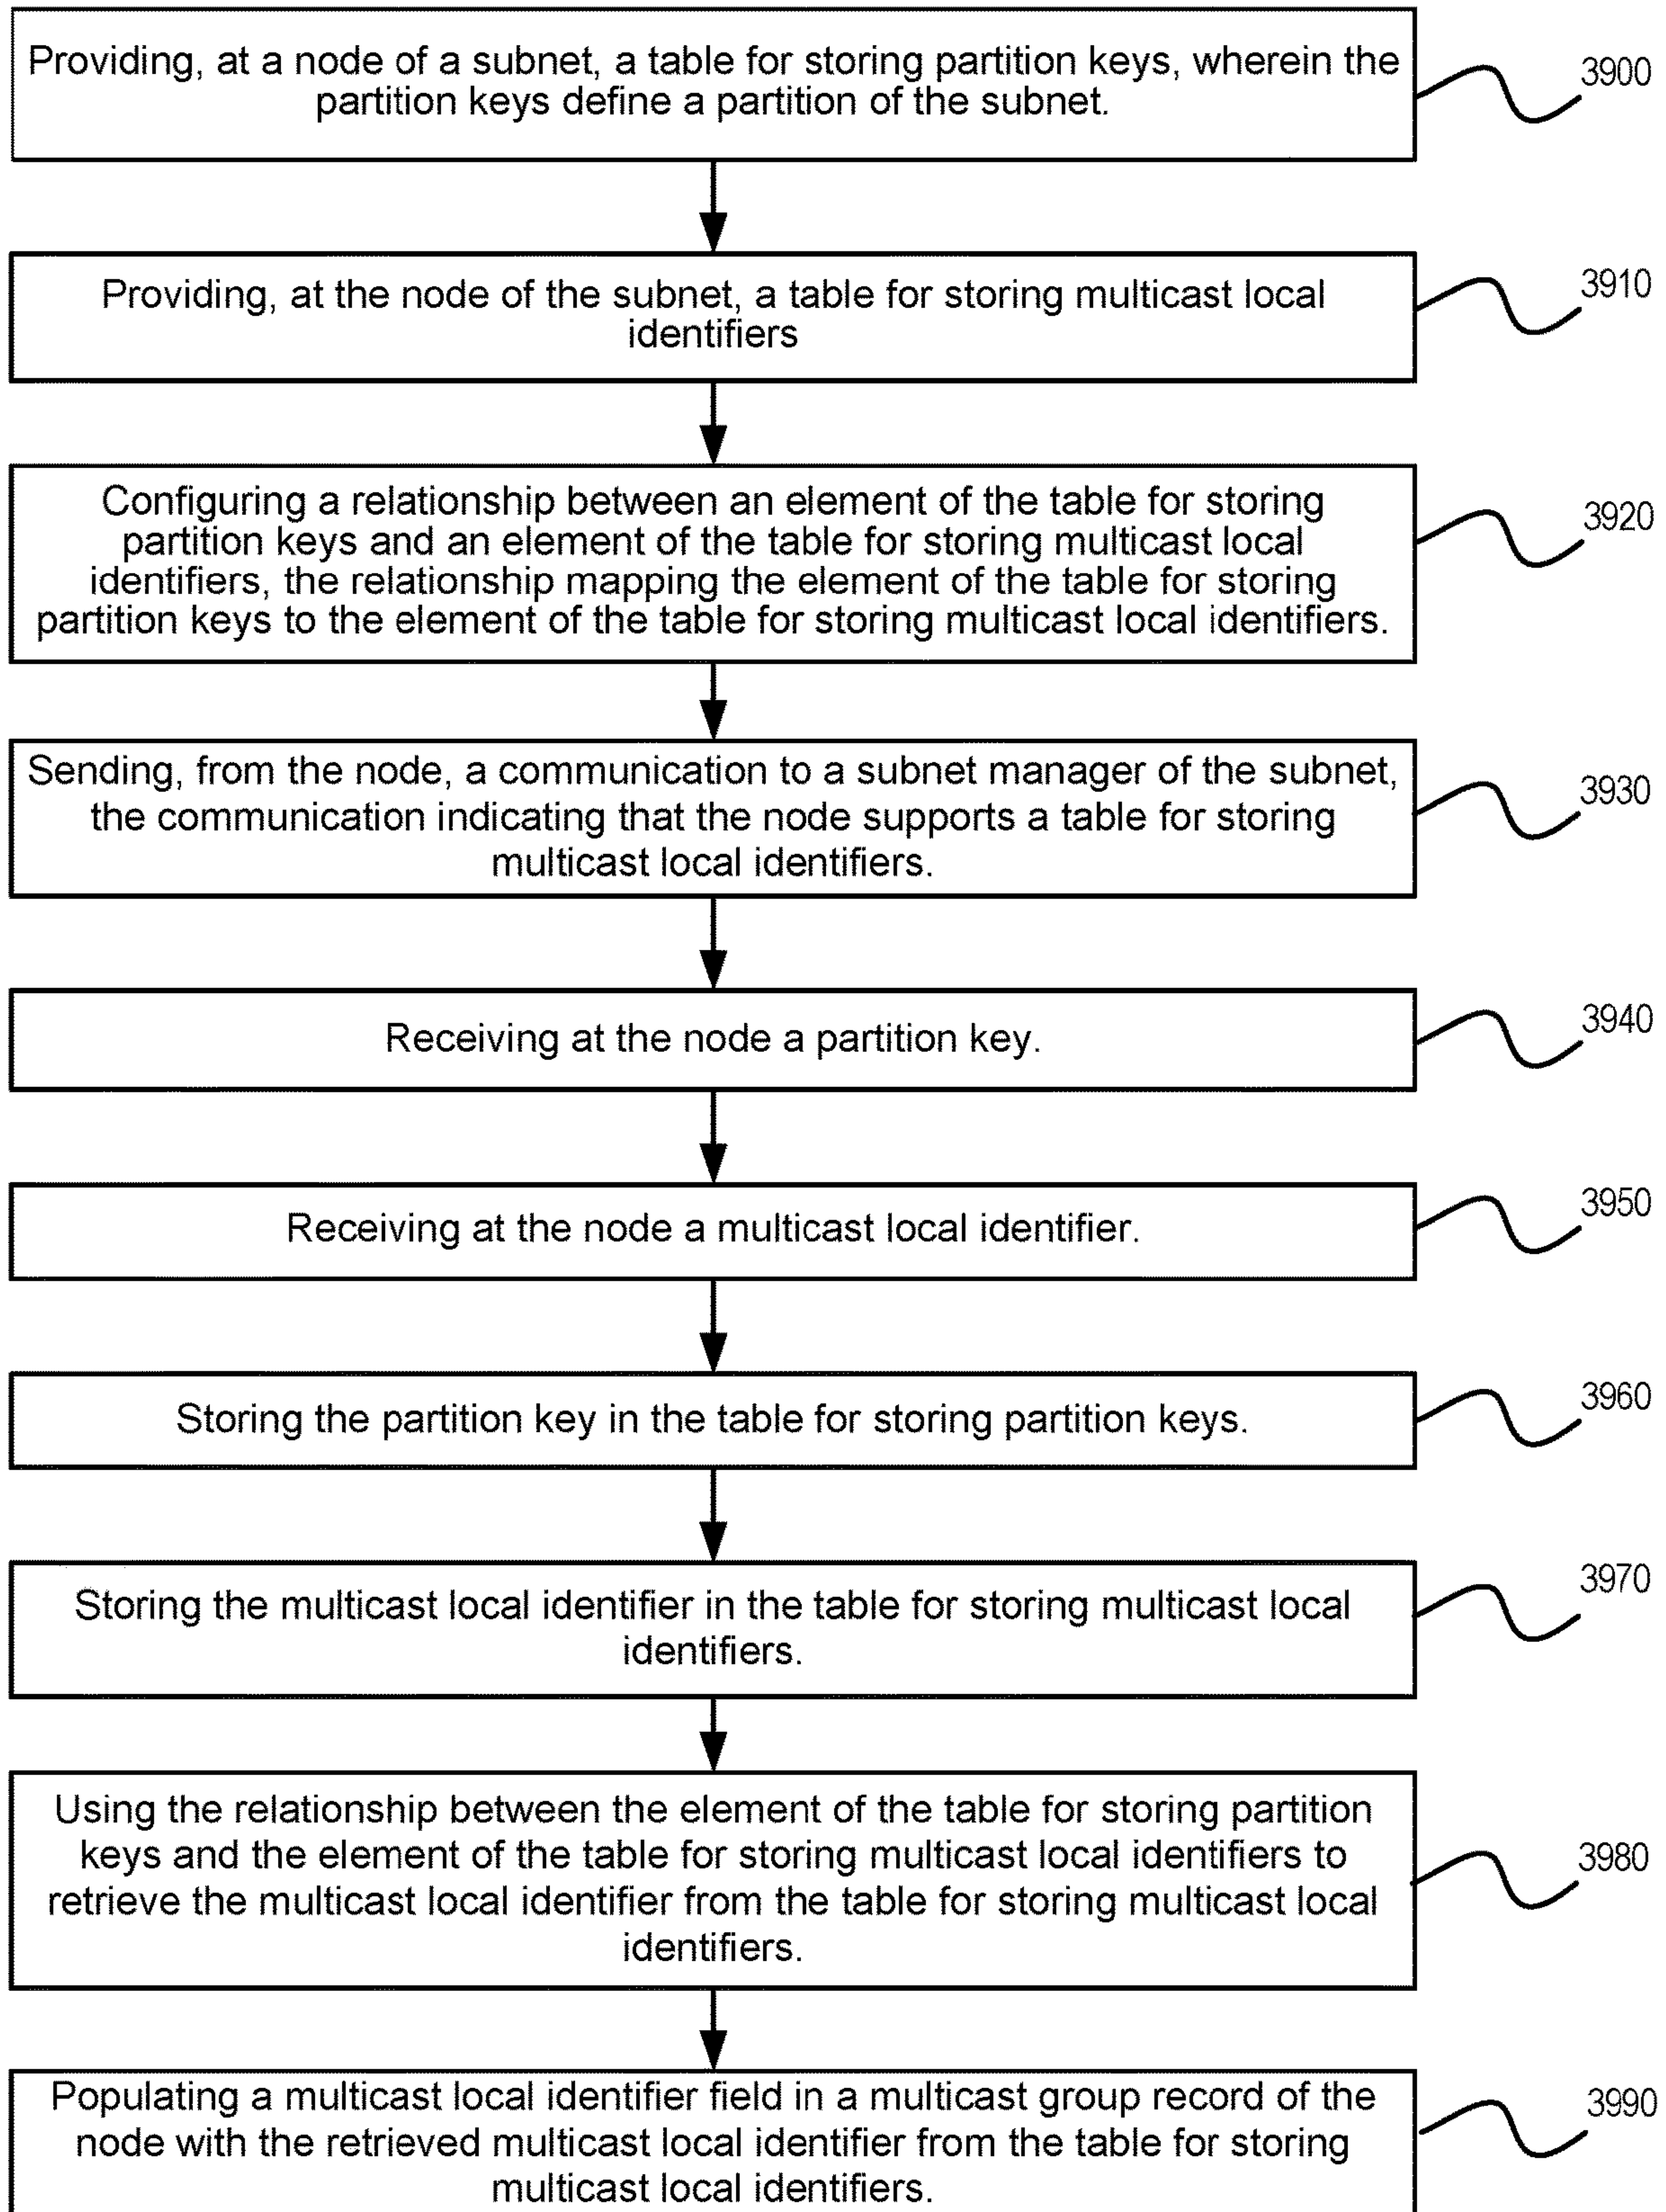 Providing, at a node of a subnet, a table for storing partition keys, wherein the
partition keys define a partition of the subnet.
3900
Providing, at the node of the subnet, a table for storing multicast local
identifiers
3910
Configuring a relationship between an element of the table for storing
partition keys and an element of the table for storing multicast local
identifiers, the relationship mapping the element of the table for storing
partition keys to the element of the table for storing multicast local identifiers.
3920
Sending, from the node, a communication to a subnet manager of the subnet,
the communication indicating that the node supports a table for storing
multicast local identifiers.
3930
Receiving at the node a partition key.
3940
Receiving at the node a multicast local identifier.
3950
Storing the partition key in the table for storing partition keys.
3960
Storing the multicast local identifier in the table for storing multicast local
identifiers.
3970
Using the relationship between the element of the table for storing partition
keys and the element of the table for storing multicast local identifiers to
retrieve the multicast local identifier from the table for storing multicast local
identifiers.
3980
Populating a multicast local identifier field in a multicast group record of the
node with the retrieved multicast local identifier from the table for storing
multicast local identifiers.
3990